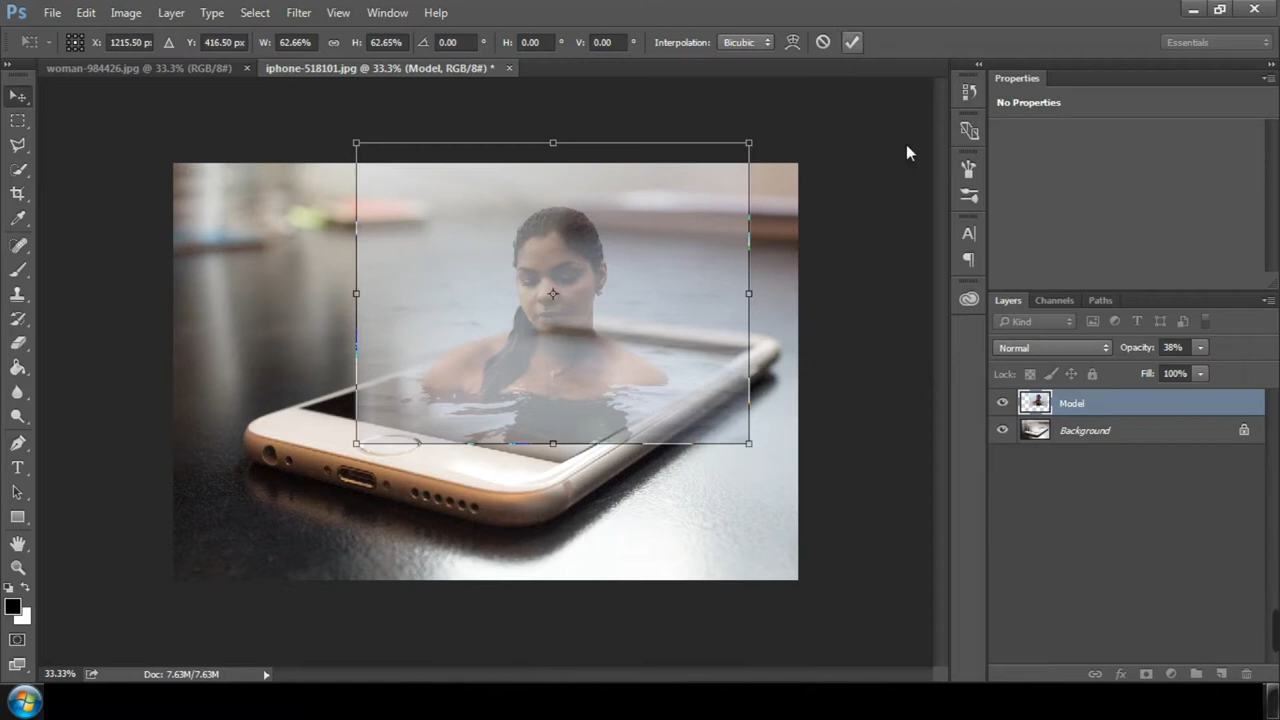 Ps File Edit Image Layer Type Select Filter View Window Help
X: 1215.50 px Y: 416.50 px W: 62.66% H: 62.65% 0.00 ° H: 0.00 ° V: 0.00 ° Interpolation: Bicubic Essentials
woman-984426.jpg @ 33.3% (RGB/8#) × iphone-518101.jpg @ 33.3% (Model, RGB/8#) * ×
Properties
No Properties
Layers Channels Paths
Kind
Normal Opacity: 38%
Lock: Fill: 100%
Model
Background
33.33% Doc: 7.63M/7.63M